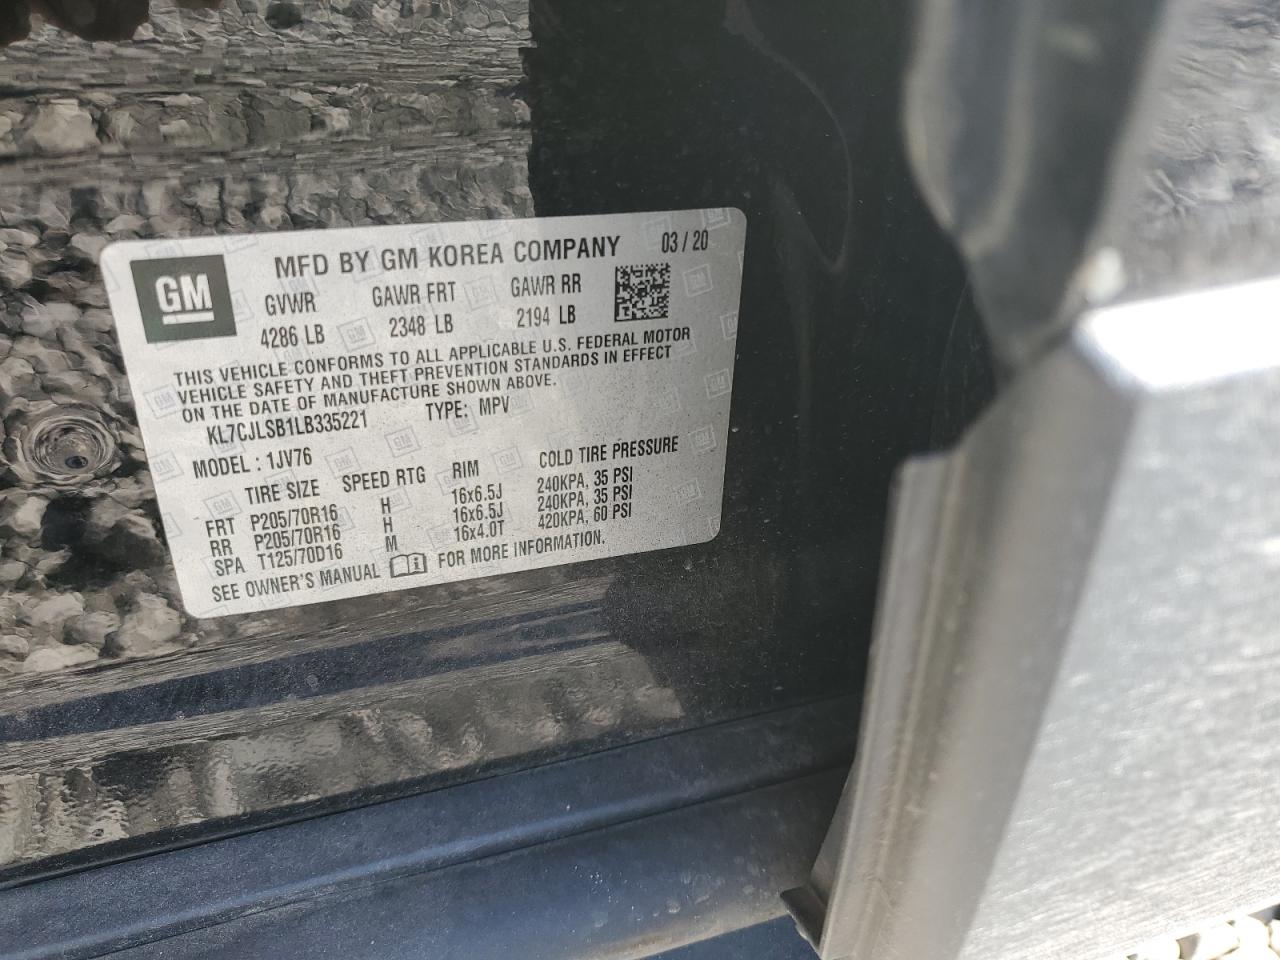 GM
MFD BY GM KOREA COMPANY 03 / 20
GVWR GAWR FRT GAWR RR
4286 LB 2348 LB 2194 LB
THIS VEHICLE CONFORMS TO ALL APPLICABLE U.S. FEDERAL MOTOR
VEHICLE SAFETY AND THEFT PREVENTION STANDARDS IN EFFECT
ON THE DATE OF MANUFACTURE SHOWN ABOVE.
KL7CJLSB1LB335221 TYPE: MPV
MODEL : 1JV76
TIRE SIZE SPEED RTG RIM COLD TIRE PRESSURE
FRT P205/70R16 H 16x6.5J 240KPA, 35 PSI
RR P205/70R16 H 16x6.5J 240KPA, 35 PSI
SPA T125/70D16 M 16x4.0T 420KPA, 60 PSI
SEE OWNER'S MANUAL i FOR MORE INFORMATION.